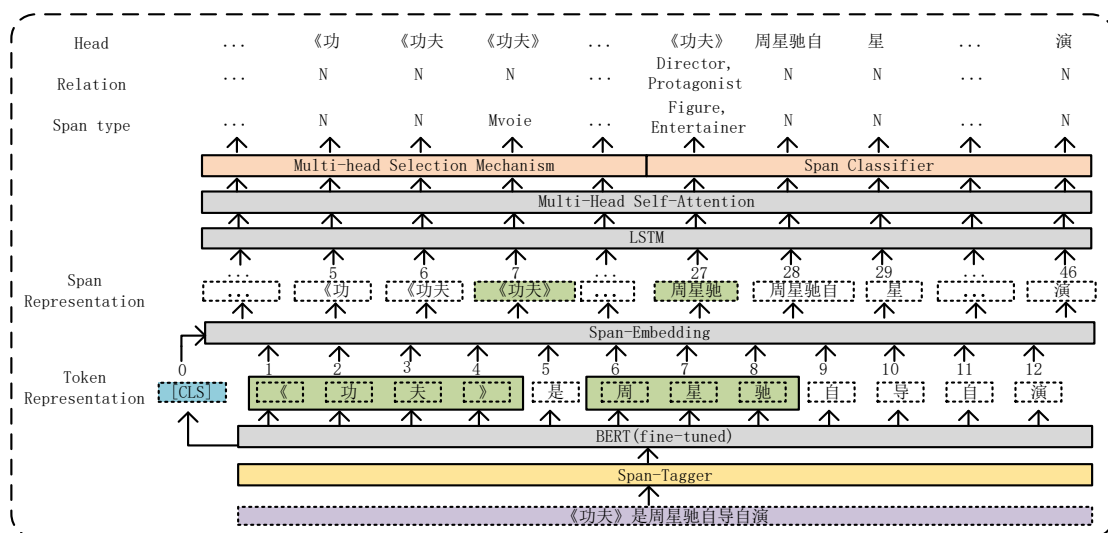 Head ... 《功 《功夫 《功夫》 ... 《功夫》 周星驰自 星 ... 演
Relation ... N N N ... Director, Protagonist N N ... N
Span type ... N N Mvoie ... Figure, Entertainer N N ... N
Multi-head Selection Mechanism Span Classifier
Multi-Head Self-Attention
LSTM
... 5 6 7 ... 27 28 29 ... 46
Span Representation ... 《功 《功夫 《功夫》 ... 周星驰 周星驰自 星 ... 演
Span-Embedding
0 1 2 3 4 5 6 7 8 9 10 11 12
Token Representation [CLS] 《 功 夫 》 是 周 星 驰 自 导 自 演
BERT(fine-tuned)
Span-Tagger
《功夫》是周星驰自导自演